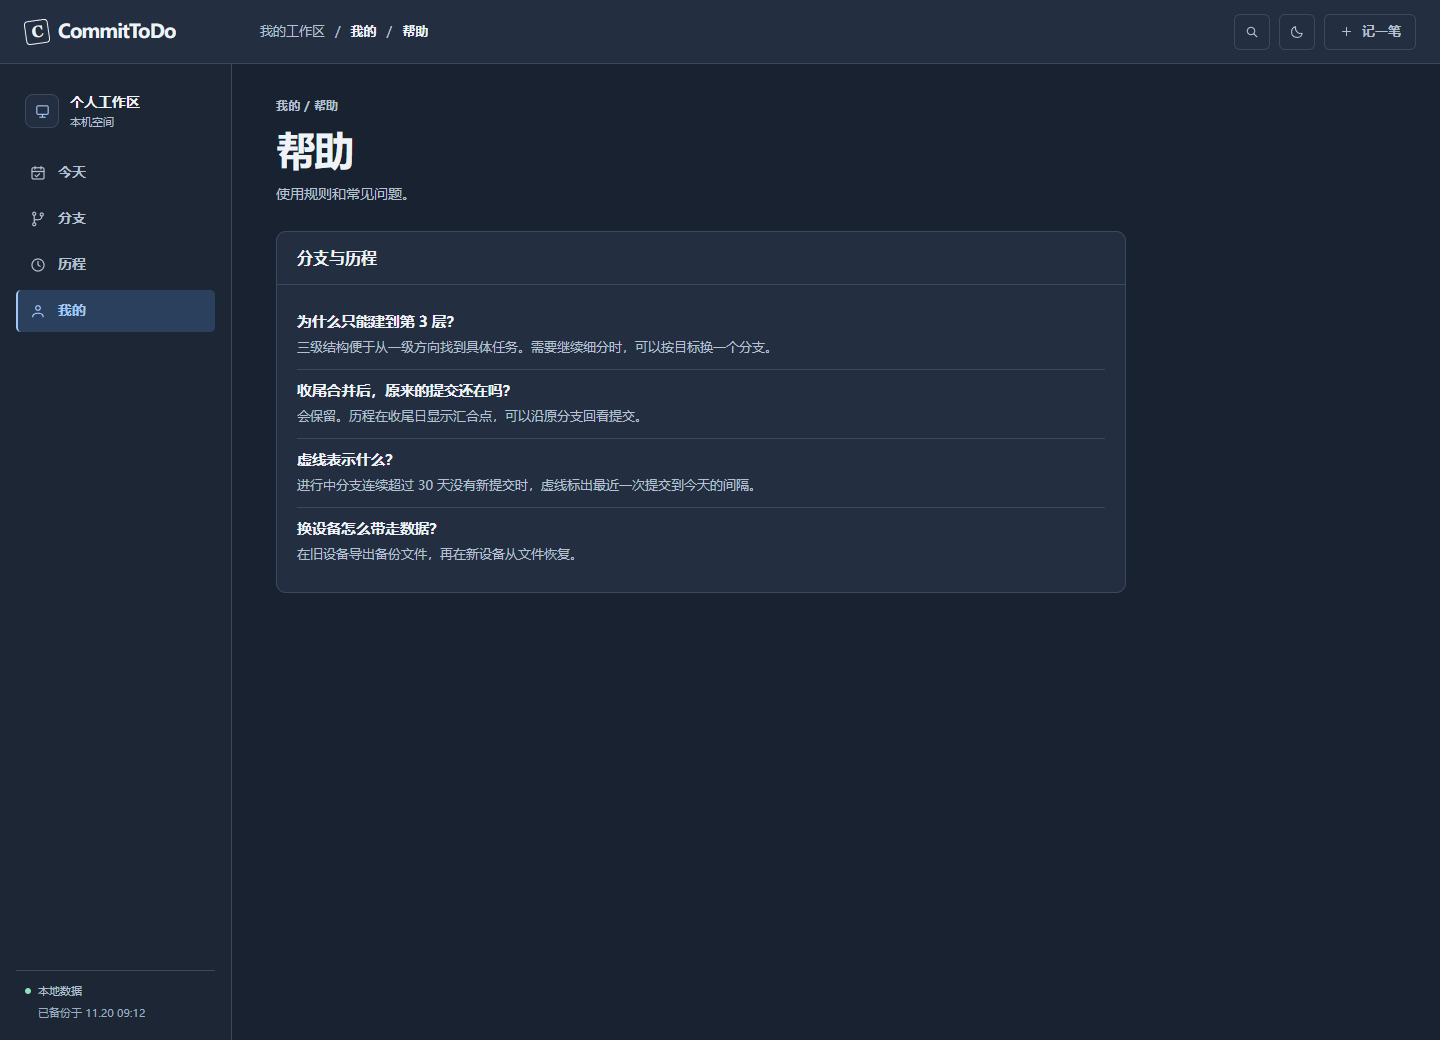 C CommitToDo
我的工作区 / 我的 / 帮助
记一笔
个人工作区
本机空间
今天
分支
历程
我的
本地数据
已备份于 11.20 09:12
我的 / 帮助
帮助
使用规则和常见问题。
分支与历程
为什么只能建到第 3 层？
三级结构便于从一级方向找到具体任务。需要继续细分时，可以按目标换一个分支。
收尾合并后，原来的提交还在吗？
会保留。历程在收尾日显示汇合点，可以沿原分支回看提交。
虚线表示什么？
进行中分支连续超过 30 天没有新提交时，虚线标出最近一次提交到今天的间隔。
换设备怎么带走数据？
在旧设备导出备份文件，再在新设备从文件恢复。